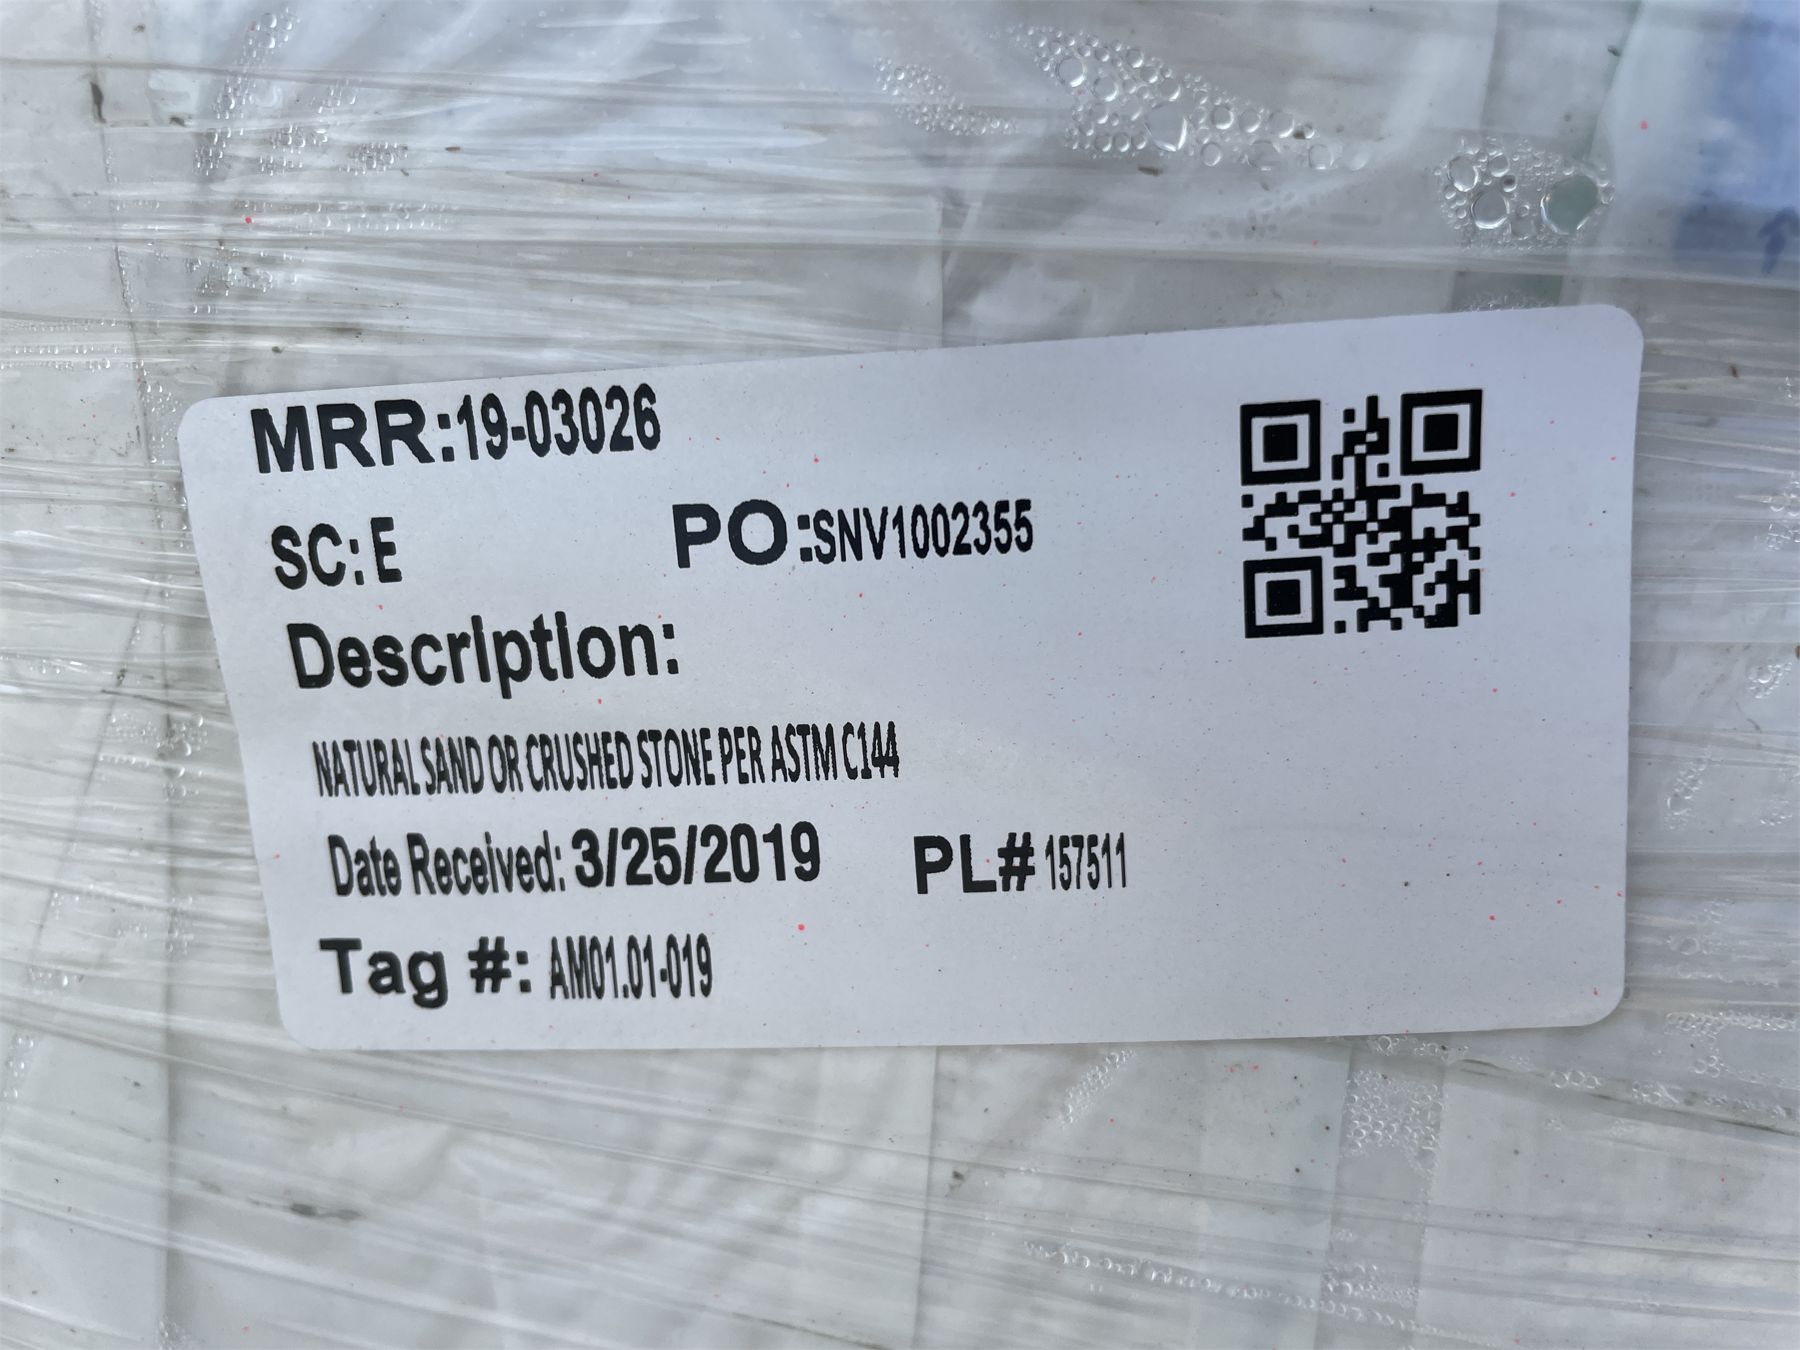 MRR:19-03026
SC: E PO:SNV1002355
Description:
NATURAL SAND OR CRUSHED STONE PER ASTM C144
Date Received: 3/25/2019 PL# 157511
Tag #: AM01.01-019